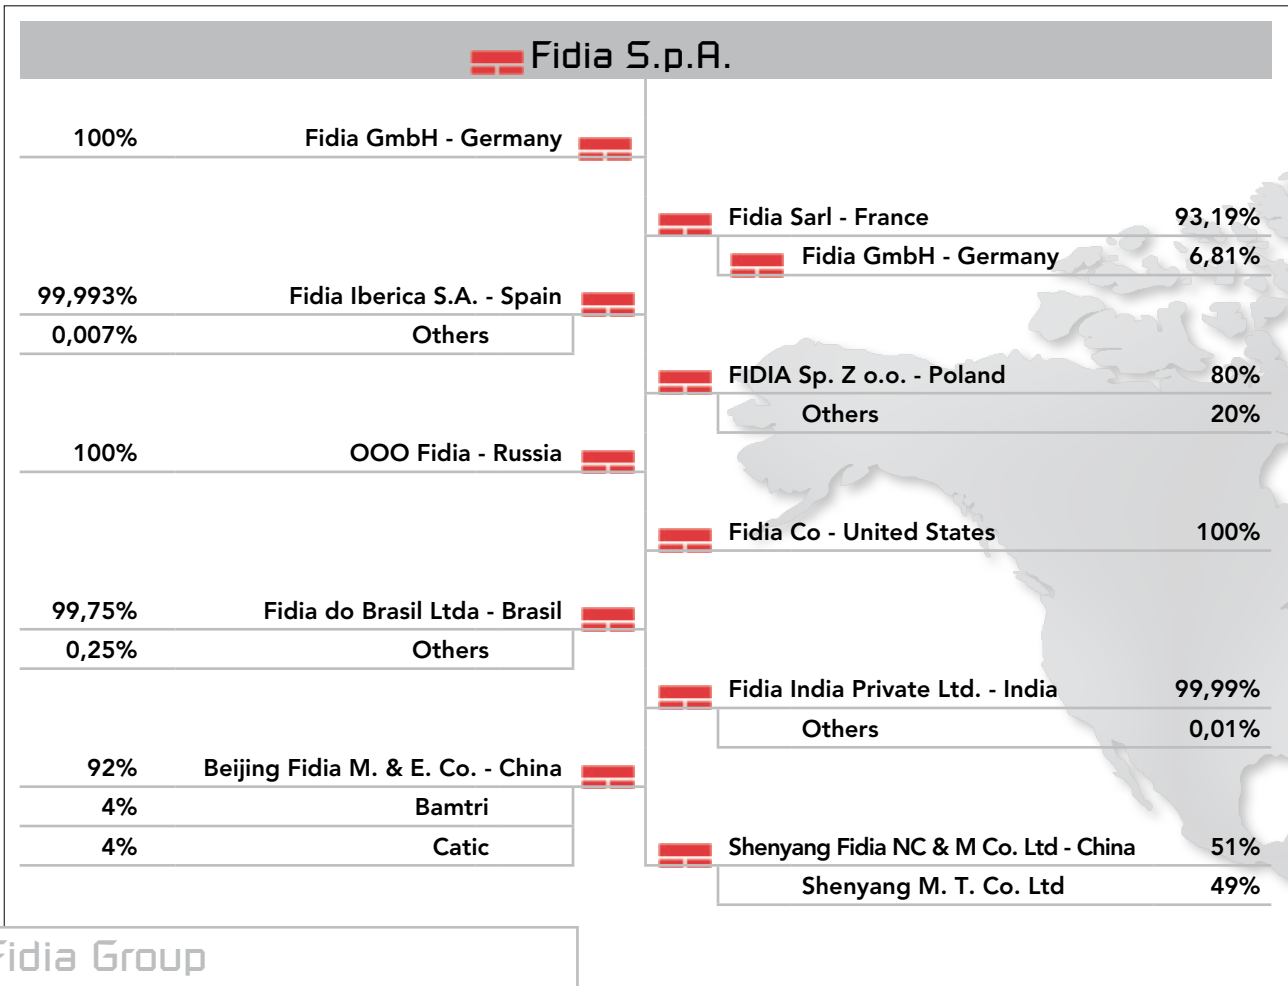 Fidia S.p.A.
100% Fidia GmbH - Germany
Fidia Sarl - France 93,19%
Fidia GmbH - Germany 6,81%
99,993% Fidia Iberica S.A. - Spain
0,007% Others
FIDIA Sp. Z o.o. - Poland 80%
Others 20%
100% OOO Fidia - Russia
Fidia Co - United States 100%
99,75% Fidia do Brasil Ltda - Brasil
0,25% Others
Fidia India Private Ltd. - India 99,99%
Others 0,01%
92% Beijing Fidia M. & E. Co. - China
4% Bamtri
4% Catic
Shenyang Fidia NC & M Co. Ltd - China 51%
Shenyang M. T. Co. Ltd 49%
Fidia Group